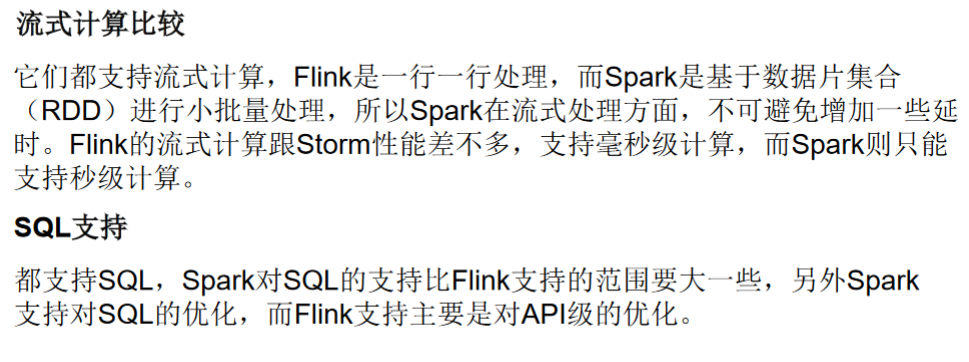 流式计算比较
它们都支持流式计算，Flink是一行一行处理，而Spark是基于数据片集合
（RDD）进行小批量处理，所以Spark在流式处理方面，不可避免增加一些延
时。Flink的流式计算跟Storm性能差不多，支持毫秒级计算，而Spark则只能
支持秒级计算。
SQL支持
都支持SQL，Spark对SQL的支持比Flink支持的范围要大一些，另外Spark
支持对SQL的优化，而Flink支持主要是对API级的优化。